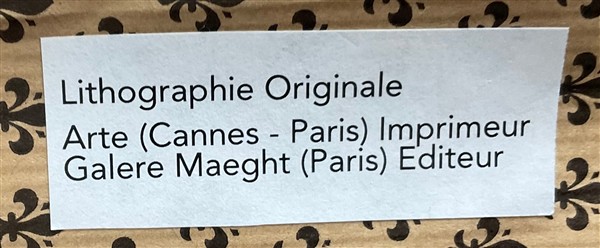 Lithographie Originale
Arte (Cannes - Paris) Imprimeur
Galere Maeght (Paris) Editeur